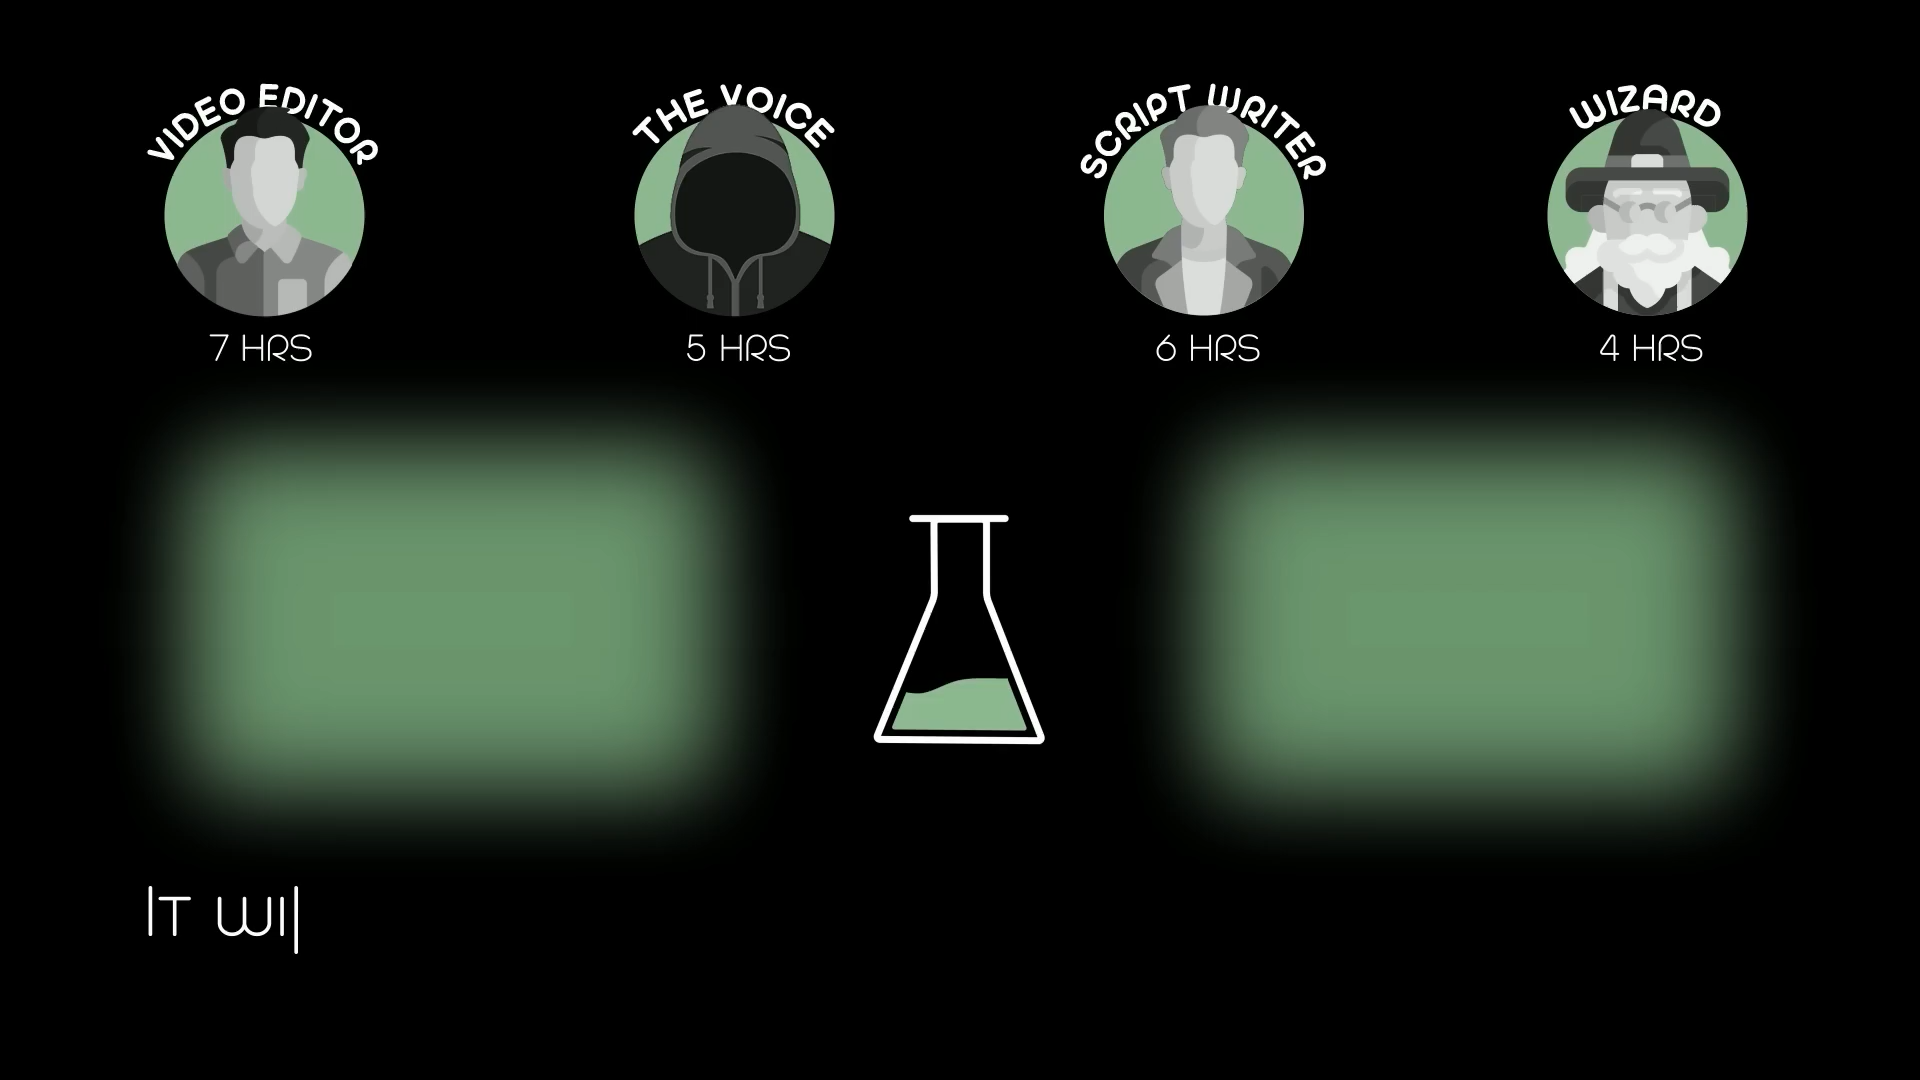 VIDEO EDITOR
THE VOICE
SCRIPT WRITER
WIZARD
7 HRS
5 HRS
6 HRS
4 HRS
IT WI